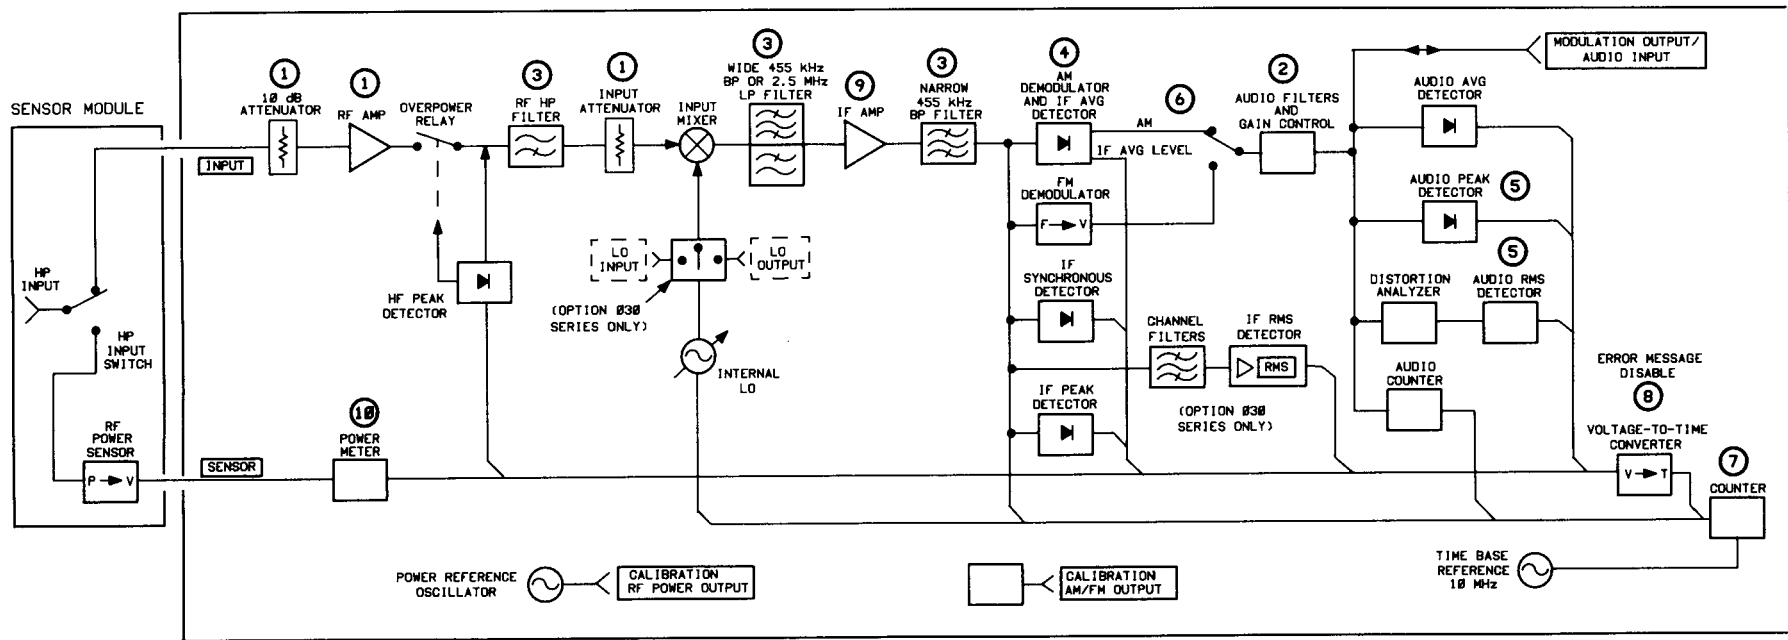 SENSOR MODULE
HP
INPUT
HP
INPUT
SWITCH
RF
POWER
SENSOR
P → V
INPUT
SENSOR
1
10 dB
ATTENUATOR
1
RF AMP
OVERPOWER
RELAY
3
RF HP
FILTER
1
INPUT
ATTENUATOR
INPUT
MIXER
3
WIDE 455 KHz
BP OR 2.5 MHz
LP FILTER
9
IF AMP
3
NARROW
455 kHz
BP FILTER
4
AM
DEMODULATOR
AND IF AVG
DETECTOR
AM
IF AVG LEVEL
6
2
AUDIO FILTERS
AND
GAIN CONTROL
MODULATION OUTPUT/
AUDIO INPUT
AUDIO AVG
DETECTOR
FM
DEMODULATOR
F → V
AUDIO PEAK
DETECTOR
5
HF PEAK
DETECTOR
LO
INPUT
LO
OUTPUT
(OPTION 030
SERIES ONLY)
INTERNAL
LO
IF
SYNCHRONOUS
DETECTOR
CHANNEL
FILTERS
IF RMS
DETECTOR
RMS
(OPTION 030
SERIES ONLY)
DISTORTION
ANALYZER
5
AUDIO RMS
DETECTOR
AUDIO
COUNTER
IF PEAK
DETECTOR
10
POWER
METER
ERROR MESSAGE
DISABLE
8
VOLTAGE-TO-TIME
CONVERTER
V → T
7
COUNTER
POWER REFERENCE
OSCILLATOR
CALIBRATION
RF POWER OUTPUT
CALIBRATION
AM/FM OUTPUT
TIME BASE
REFERENCE
10 MHz